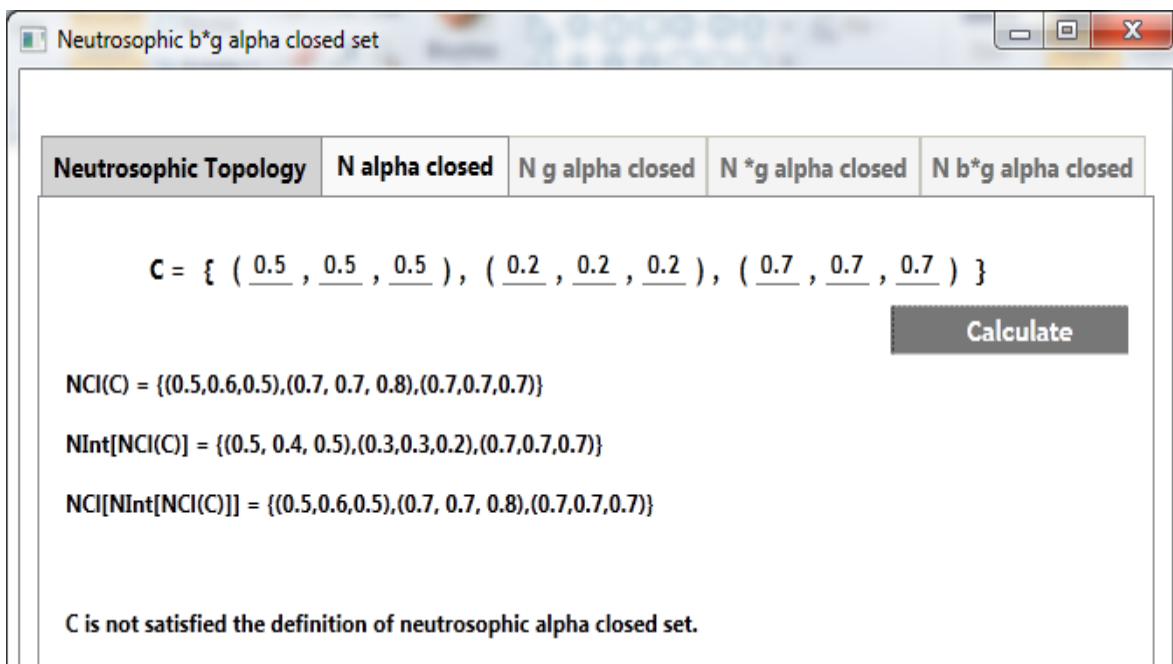 Neutrosophic b*g alpha closed set
X
Neutrosophic Topology N alpha closed N g alpha closed N *g alpha closed N b*g alpha closed
C = { ( 0.5 , 0.5 , 0.5 ), ( 0.2 , 0.2 , 0.2 ), ( 0.7 , 0.7 , 0.7 ) }
Calculate
NCl(C) = {(0.5,0.6,0.5),(0.7, 0.7, 0.8),(0.7,0.7,0.7)}
NInt[NCl(C)] = {(0.5, 0.4, 0.5),(0.3,0.3,0.2),(0.7,0.7,0.7)}
NCl[NInt[NCl(C)]] = {(0.5,0.6,0.5),(0.7, 0.7, 0.8),(0.7,0.7,0.7)}
C is not satisfied the definition of neutrosophic alpha closed set.